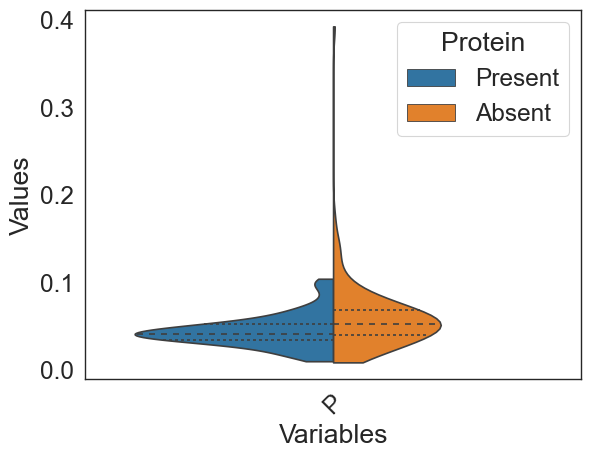 0.4
0.3
0.2
0.1
0.0
Values
Protein
Present
Absent
P
Variables